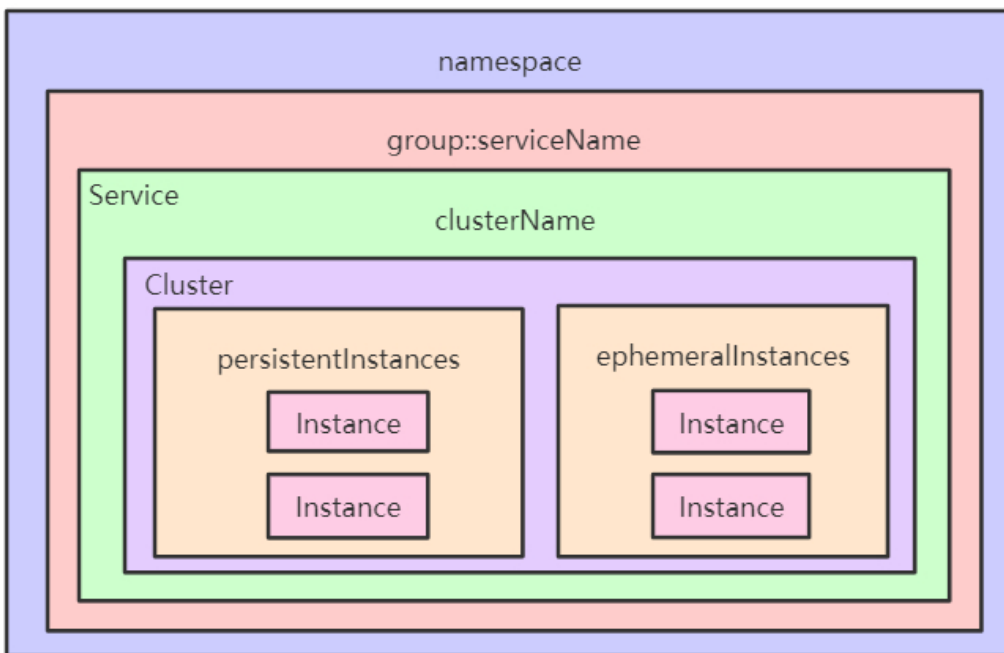 namespace
group::serviceName
Service
clusterName
Cluster
persistentInstances
Instance
Instance
ephemeralInstances
Instance
Instance